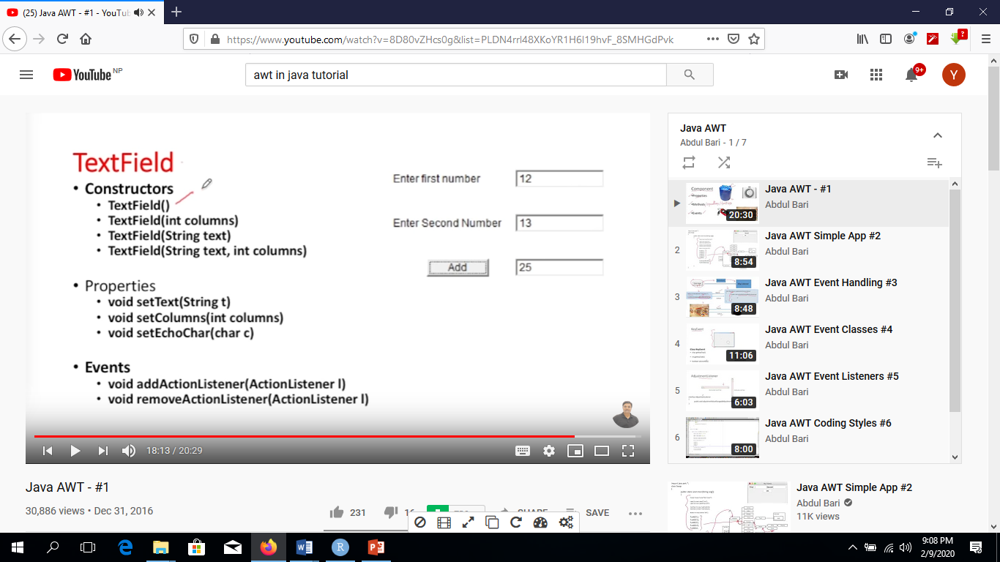 (25) Java AWT - #1 - YouTub
https://www.youtube.com/watch?v=8D80vZHcs0g&list=PLDN4rrl48XKoYR1H6l19hvF_8SMHGdPvk
YouTube NP
awt in java tutorial
9+
Y
TextField
• Constructors
• TextField()
• TextField(int columns)
• TextField(String text)
• TextField(String text, int columns)
• Properties
• void setText(String t)
• void setColumns(int columns)
• void setEchoChar(char c)
• Events
• void addActionListener(ActionListener l)
• void removeActionListener(ActionListener l)
Enter first number 12
Enter Second Number 13
Add 25
18:13 / 20:29
Java AWT
Abdul Bari - 1 / 7
Java AWT - #1
Abdul Bari
20:30
2
Java AWT Simple App #2
Abdul Bari
8:54
3
Java AWT Event Handling #3
Abdul Bari
8:48
4
Java AWT Event Classes #4
Abdul Bari
11:06
5
Java AWT Event Listeners #5
Abdul Bari
6:03
6
Java AWT Coding Styles #6
Abdul Bari
8:00
Java AWT - #1
30,886 views • Dec 31, 2016
231
SHARE
SAVE
Java AWT Simple App #2
Abdul Bari
11K views
9:08 PM
2/9/2020